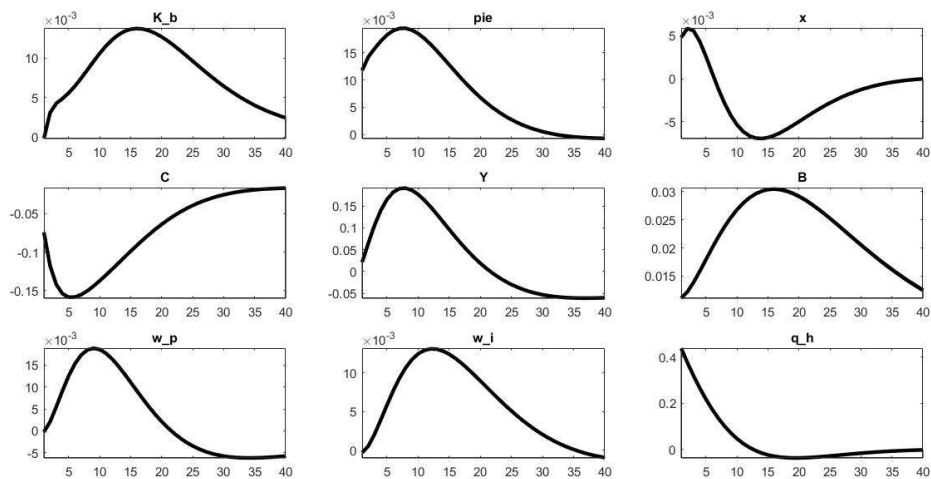 K_b pie x
×10⁻³ ×10⁻³ ×10⁻³
10 5 0
15 10 5 0
5 0 -5
5 10 15 20 25 30 35 40
5 10 15 20 25 30 35 40
5 10 15 20 25 30 35 40
C Y B
-0.05 -0.1 -0.15
0.15 0.1 0.05 0 -0.05
0.03 0.025 0.02 0.015
5 10 15 20 25 30 35 40
5 10 15 20 25 30 35 40
5 10 15 20 25 30 35 40
w_p w_i q_h
×10⁻³ ×10⁻³
15 10 5 0 -5
10 5 0
0.4 0.2 0
5 10 15 20 25 30 35 40
5 10 15 20 25 30 35 40
5 10 15 20 25 30 35 40